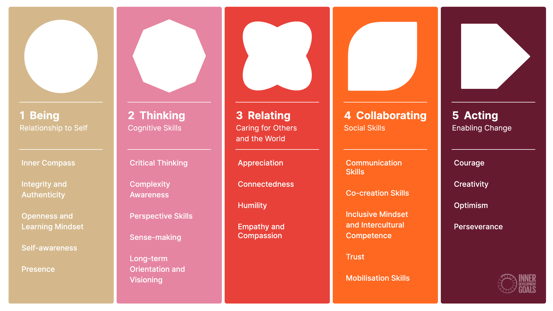 1 Being
Relationship to Self
Inner Compass
Integrity and
Authenticity
Openness and
Learning Mindset
Self-awareness
Presence
2 Thinking
Cognitive Skills
Critical Thinking
Complexity
Awareness
Perspective Skills
Sense-making
Long-term
Orientation and
Visioning
3 Relating
Caring for Others
and the World
Appreciation
Connectedness
Humility
Empathy and
Compassion
4 Collaborating
Social Skills
Communication
Skills
Co-creation Skills
Inclusive Mindset
and Intercultural
Competence
Trust
Mobilisation Skills
5 Acting
Enabling Change
Courage
Creativity
Optimism
Perseverance
INNER
DEVELOPMENT
GOALS